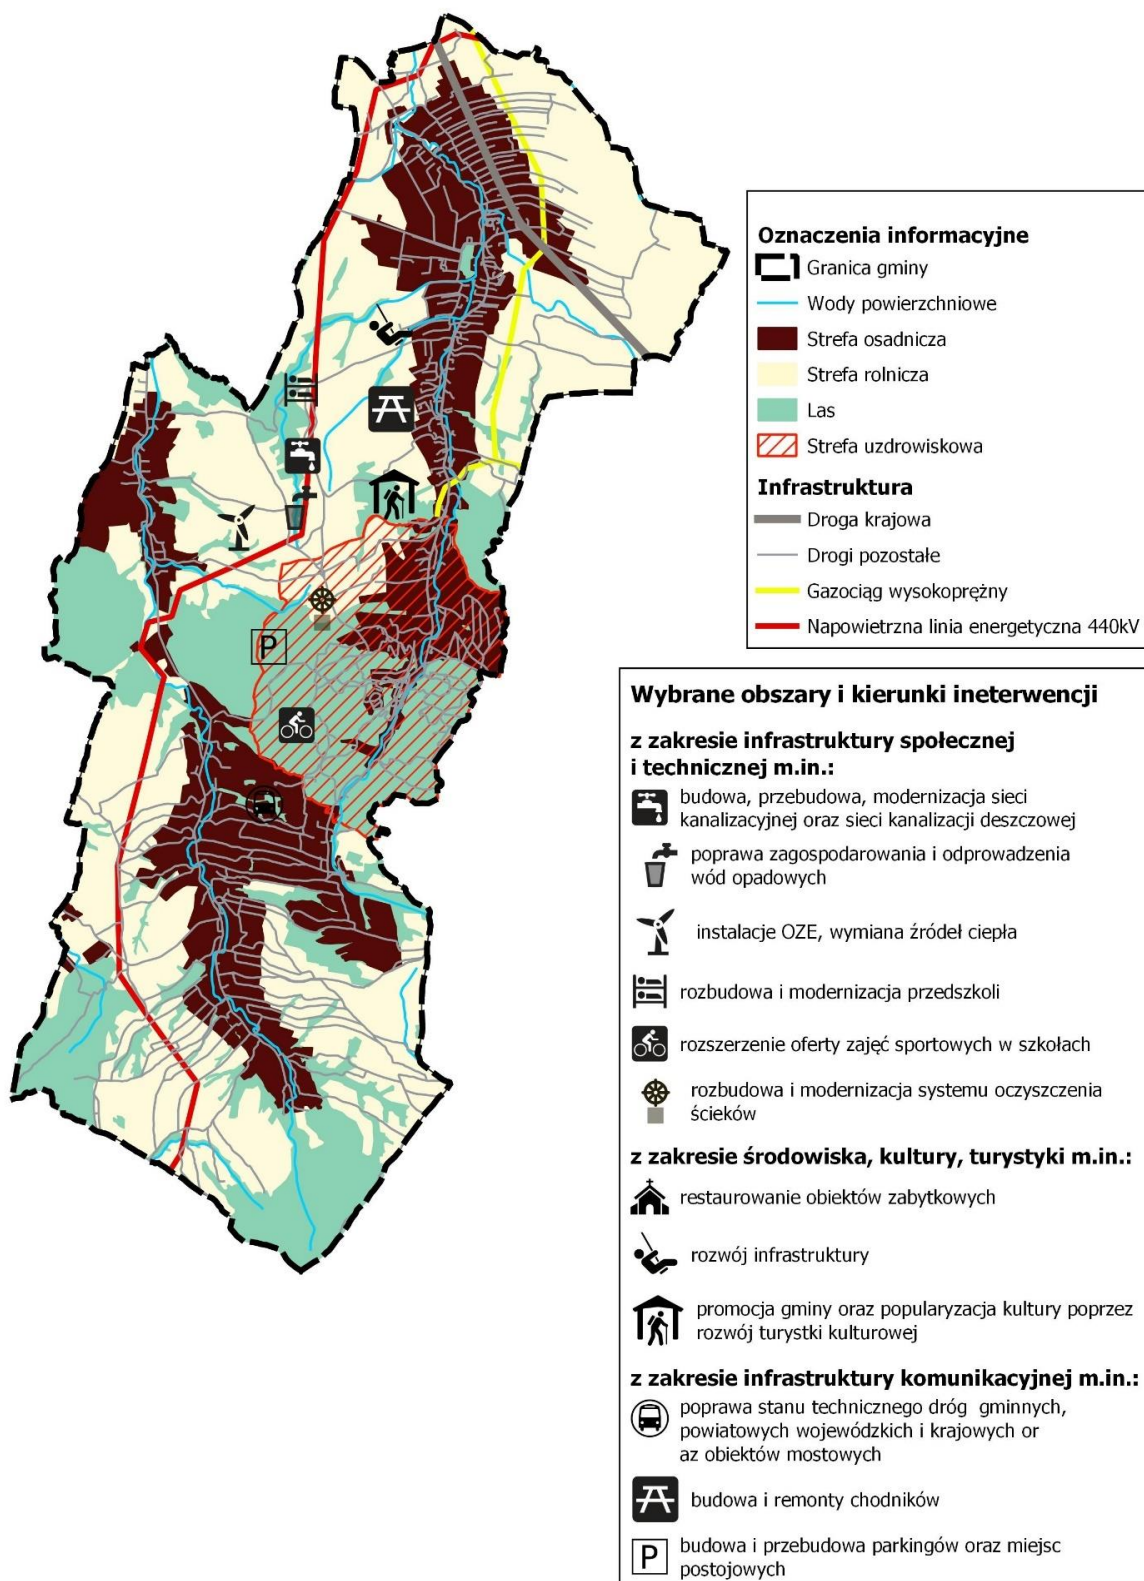 Oznaczenia informacyjne
Granica gminy
Wody powierzchniowe
Strefa osadnicza
Strefa rolnicza
Las
Strefa uzdrowiskowa
Infrastruktura
Droga krajowa
Drogi pozostałe
Gazociąg wysokoprężny
Napowietrzna linia energetyczna 440kV
Wybrane obszary i kierunki ineterwencji
z zakresie infrastruktury społecznej
i technicznej m.in.:
budowa, przebudowa, modernizacja sieci
kanalizacyjnej oraz sieci kanalizacji deszczowej
poprawa zagospodarowania i odprowadzenia
wód opadowych
instalacje OZE, wymiana źródeł ciepła
rozbudowa i modernizacja przedszkoli
rozszerzenie oferty zajęć sportowych w szkołach
rozbudowa i modernizacja systemu oczyszczenia
ścieków
z zakresie środowiska, kultury, turystyki m.in.:
restaurowanie obiektów zabytkowych
rozwój infrastruktury
promocja gminy oraz popularyzacja kultury poprzez
rozwój turystki kulturowej
z zakresie infrastruktury komunikacyjnej m.in.:
poprawa stanu technicznego dróg gminnych,
powiatowych wojewódzkich i krajowych or
az obiektów mostowych
budowa i remonty chodników
P
budowa i przebudowa parkingów oraz miejsc
postojowych
P